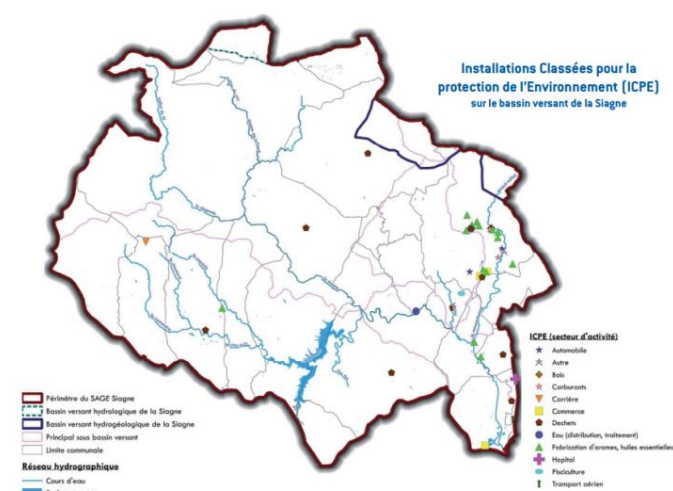 Installations Classées pour la
protection de l'Environnement (ICPE)
sur le bassin versant de la Siagne
Périmètre du SAGE Siagne
Bassin versant hydrologique de la Siagne
Bassin versant hydrogéologique de la Siagne
Principal sous bassin versant
Limite communale
Réseau hydrographique
Cours d'eau
ICPE (secteur d'activité)
Automobile
Autre
Bois
Carburants
Carrière
Commerce
Dechets
Eau (distribution, traitement)
Fabrication d'aromes, huiles essentielles
Hopital
Pisciculture
Transport aérien